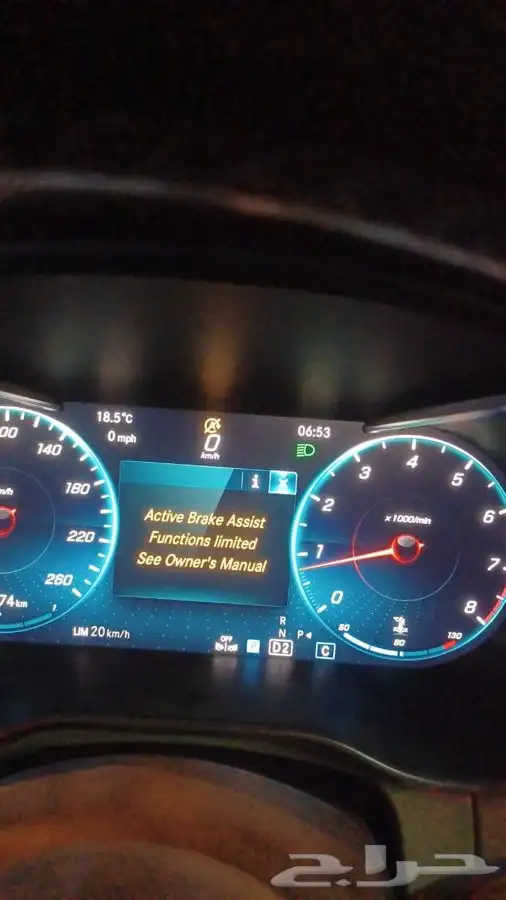 18.5°C
0 mph
0
km/h
06:53
i
Active Brake Assist
Functions limited
See Owner's Manual
140
180
220
260
km
LIM 20 km/h
0
1
2
3
4
5
6
7
8
x1000/min
50
90
130
OFF
R
N
P◄
D2
C
حراج